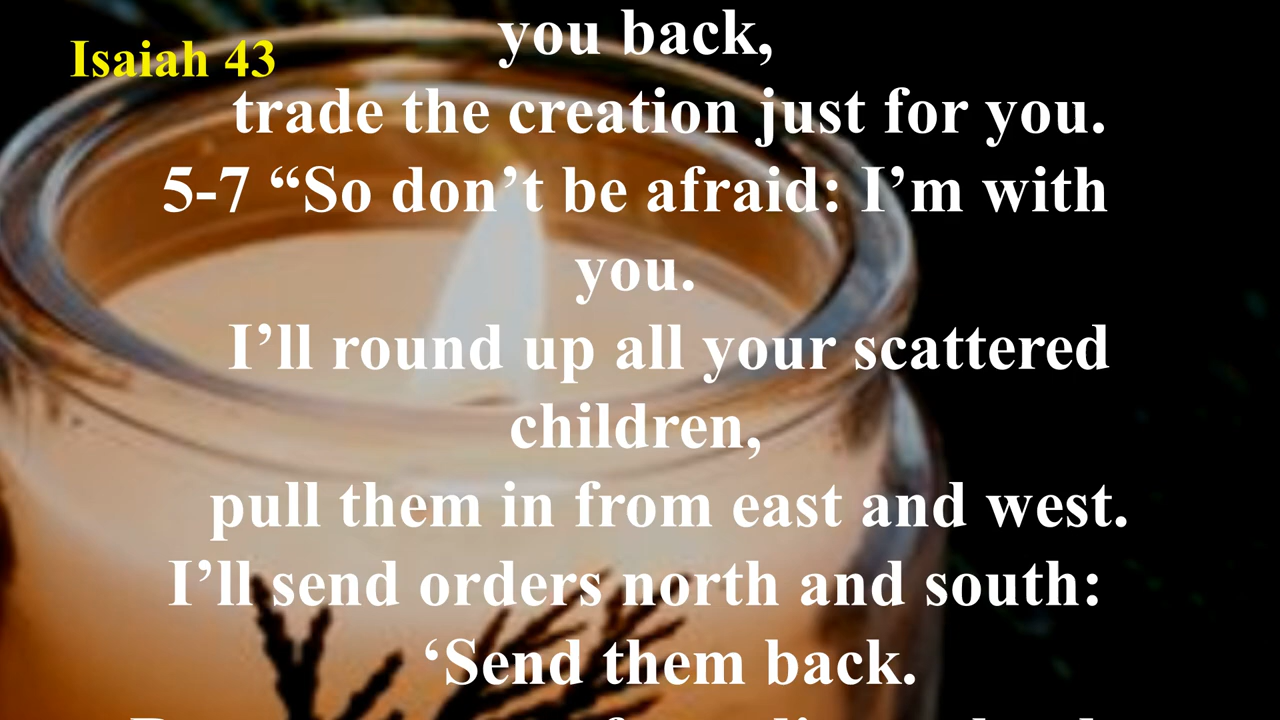 Isaiah 43
you back,
trade the creation just for you.
5-7 “So don’t be afraid: I’m with
you.
I’ll round up all your scattered
children,
pull them in from east and west.
I’ll send orders north and south:
‘Send them back.